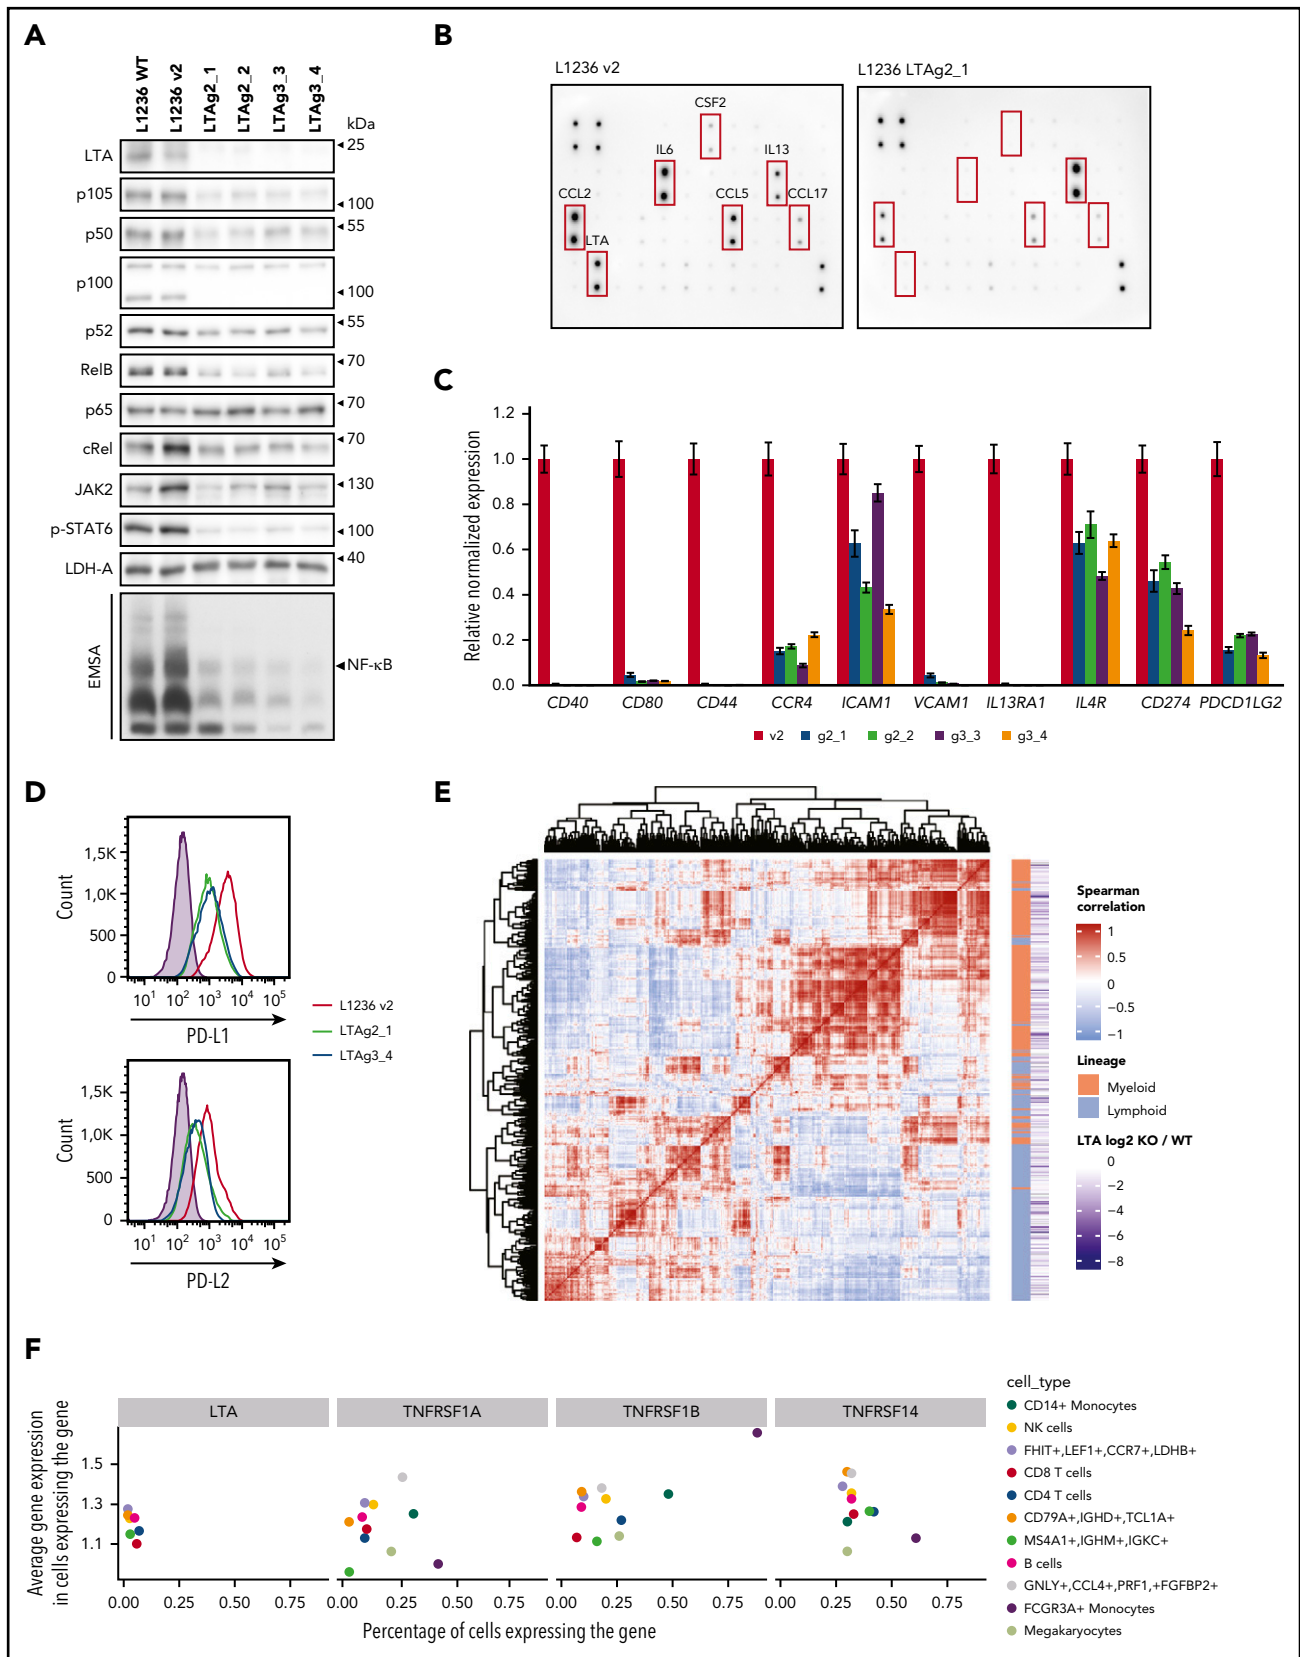 A
L1236 WT
L1236 v2
LTAg2_1
LTAg2_2
LTAg3_3
LTAg3_4
kDa
LTA
25
p105
100
p50
55
p100
100
p52
55
RelB
70
p65
70
cRel
70
JAK2
130
p-STAT6
100
LDH-A
40
EMSA
NF-κB
B
L1236 v2
L1236 LTAg2_1
CSF2
IL6
IL13
CCL2
CCL5
CCL17
LTA
C
Relative normalized expression
1.2
1.0
0.8
0.6
0.4
0.2
0.0
CD40
CD80
CD44
CCR4
ICAM1
VCAM1
IL13RA1
IL4R
CD274
PDCD1LG2
v2
g2_1
g2_2
g3_3
g3_4
D
Count
1,5K
1,0K
500
0
10¹ 10² 10³ 10⁴ 10⁵
PD-L1
L1236 v2
LTAg2_1
LTAg3_4
Count
1,5K
1,0K
500
0
10¹ 10² 10³ 10⁴ 10⁵
PD-L2
E
Spearman
correlation
1
0.5
0
−0.5
−1
Lineage
Myeloid
Lymphoid
LTA log2 KO / WT
0
−2
−4
−6
−8
F
Average gene expression
in cells expressing the gene
1.5
1.3
1.1
LTA
TNFRSF1A
TNFRSF1B
TNFRSF14
0.00 0.25 0.50 0.75
0.00 0.25 0.50 0.75
0.00 0.25 0.50 0.75
0.00 0.25 0.50 0.75
Percentage of cells expressing the gene
cell_type
CD14+ Monocytes
NK cells
FHIT+,LEF1+,CCR7+,LDHB+
CD8 T cells
CD4 T cells
CD79A+,IGHD+,TCL1A+
MS4A1+,IGHM+,IGKC+
B cells
GNLY+,CCL4+,PRF1,+FGFBP2+
FCGR3A+ Monocytes
Megakaryocytes